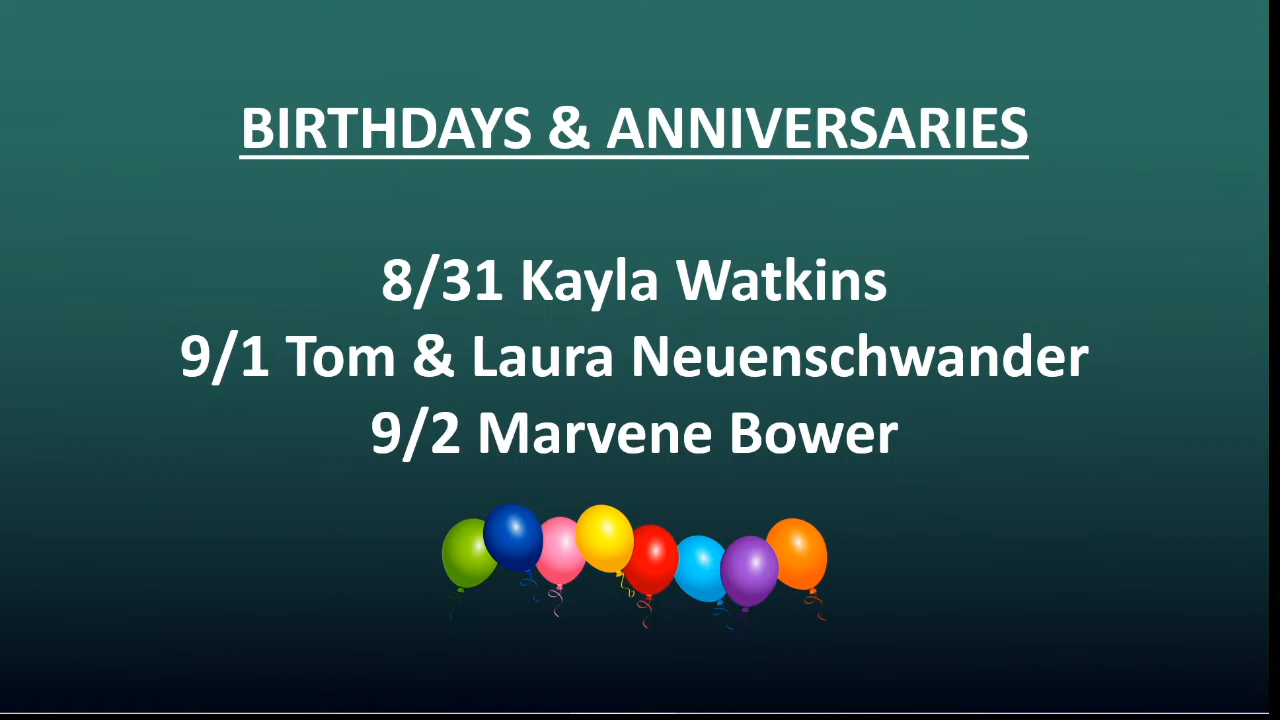 BIRTHDAYS & ANNIVERSARIES
8/31 Kayla Watkins
9/1 Tom & Laura Neuenschwander
9/2 Marvene Bower